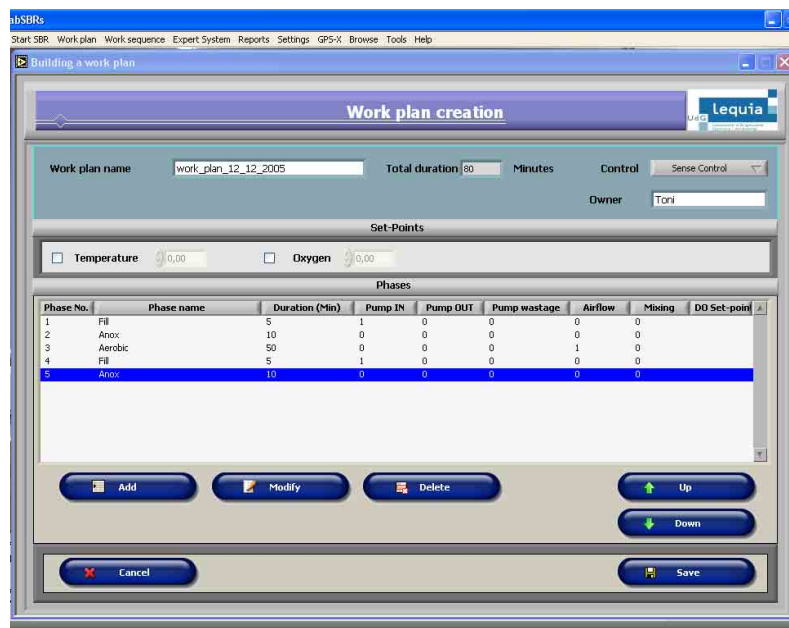 abSBRs
Start SBR Work plan Work sequence Expert System Reports Settings GPS-X Browse Tools Help
Building a work plan
Work plan creation
UdG lequia
Work plan name work_plan_12_12_2005 Total duration 80 Minutes Control Sense Control
Owner Toni
Set-Points
Temperature 0,00 Oxygen 0,00
Phases
Phase No. Phase name Duration (Min) Pump IN Pump OUT Pump wastage Airflow Mixing DO Set-point
1 Fill 5 1 0 0 0 0
2 Anox 10 0 0 0 0 0
3 Aerobic 50 0 0 0 1 0
4 Fill 5 1 0 0 0 0
5 Anox 10 0 0 0 0 0
Add Modify Delete Up
Down
Cancel Save